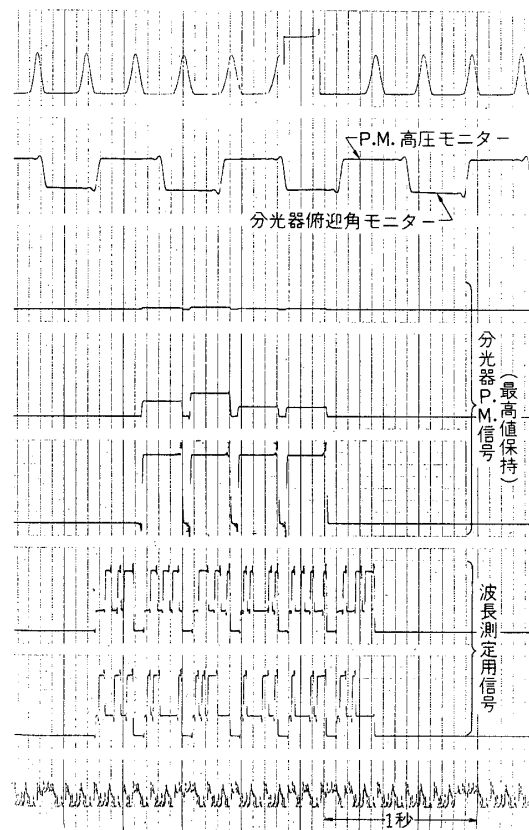 P.M.高圧モニター
分光器俯迎角モニター
分光器P.M.信号
(最高値保持)
波長測定用信号
1秒